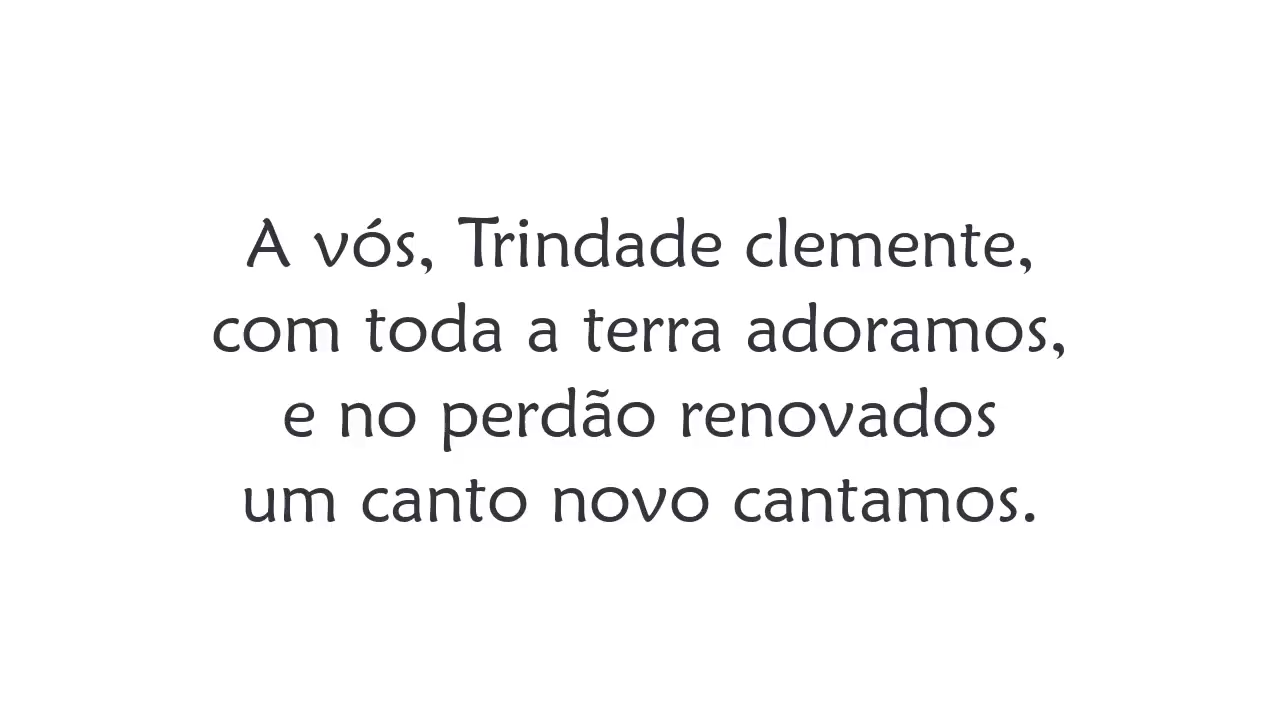 A vós, Trindade clemente,
com toda a terra adoramos,
e no perdão renovados
um canto novo cantamos.